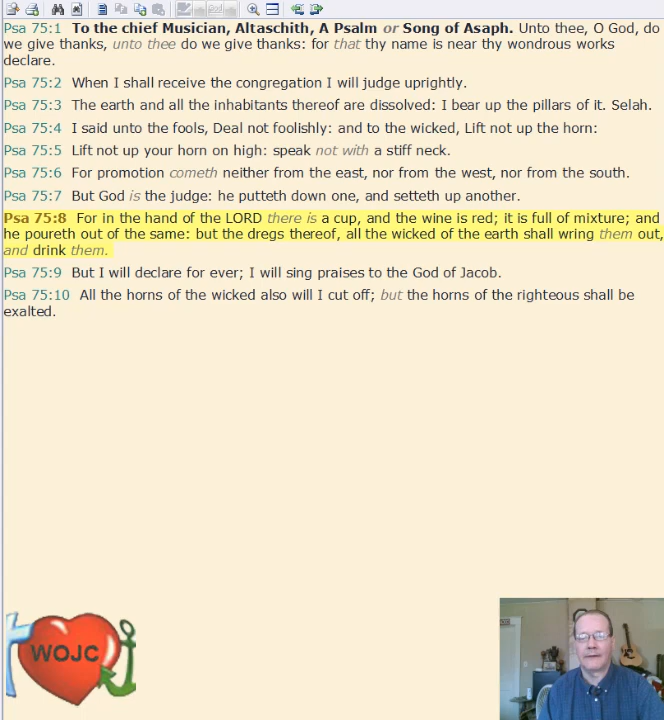 Psa 75:1 To the chief Musician, Altaschith, A Psalm or Song of Asaph. Unto thee, O God, do
we give thanks, unto thee do we give thanks: for that thy name is near thy wondrous works
declare.
Psa 75:2 When I shall receive the congregation I will judge uprightly.
Psa 75:3 The earth and all the inhabitants thereof are dissolved: I bear up the pillars of it. Selah.
Psa 75:4 I said unto the fools, Deal not foolishly: and to the wicked, Lift not up the horn:
Psa 75:5 Lift not up your horn on high: speak not with a stiff neck.
Psa 75:6 For promotion cometh neither from the east, nor from the west, nor from the south.
Psa 75:7 But God is the judge: he putteth down one, and setteth up another.
Psa 75:8 For in the hand of the LORD there is a cup, and the wine is red; it is full of mixture; and
he poureth out of the same: but the dregs thereof, all the wicked of the earth shall wring them out,
and drink them.
Psa 75:9 But I will declare for ever; I will sing praises to the God of Jacob.
Psa 75:10 All the horns of the wicked also will I cut off; but the horns of the righteous shall be
exalted.
WOJC